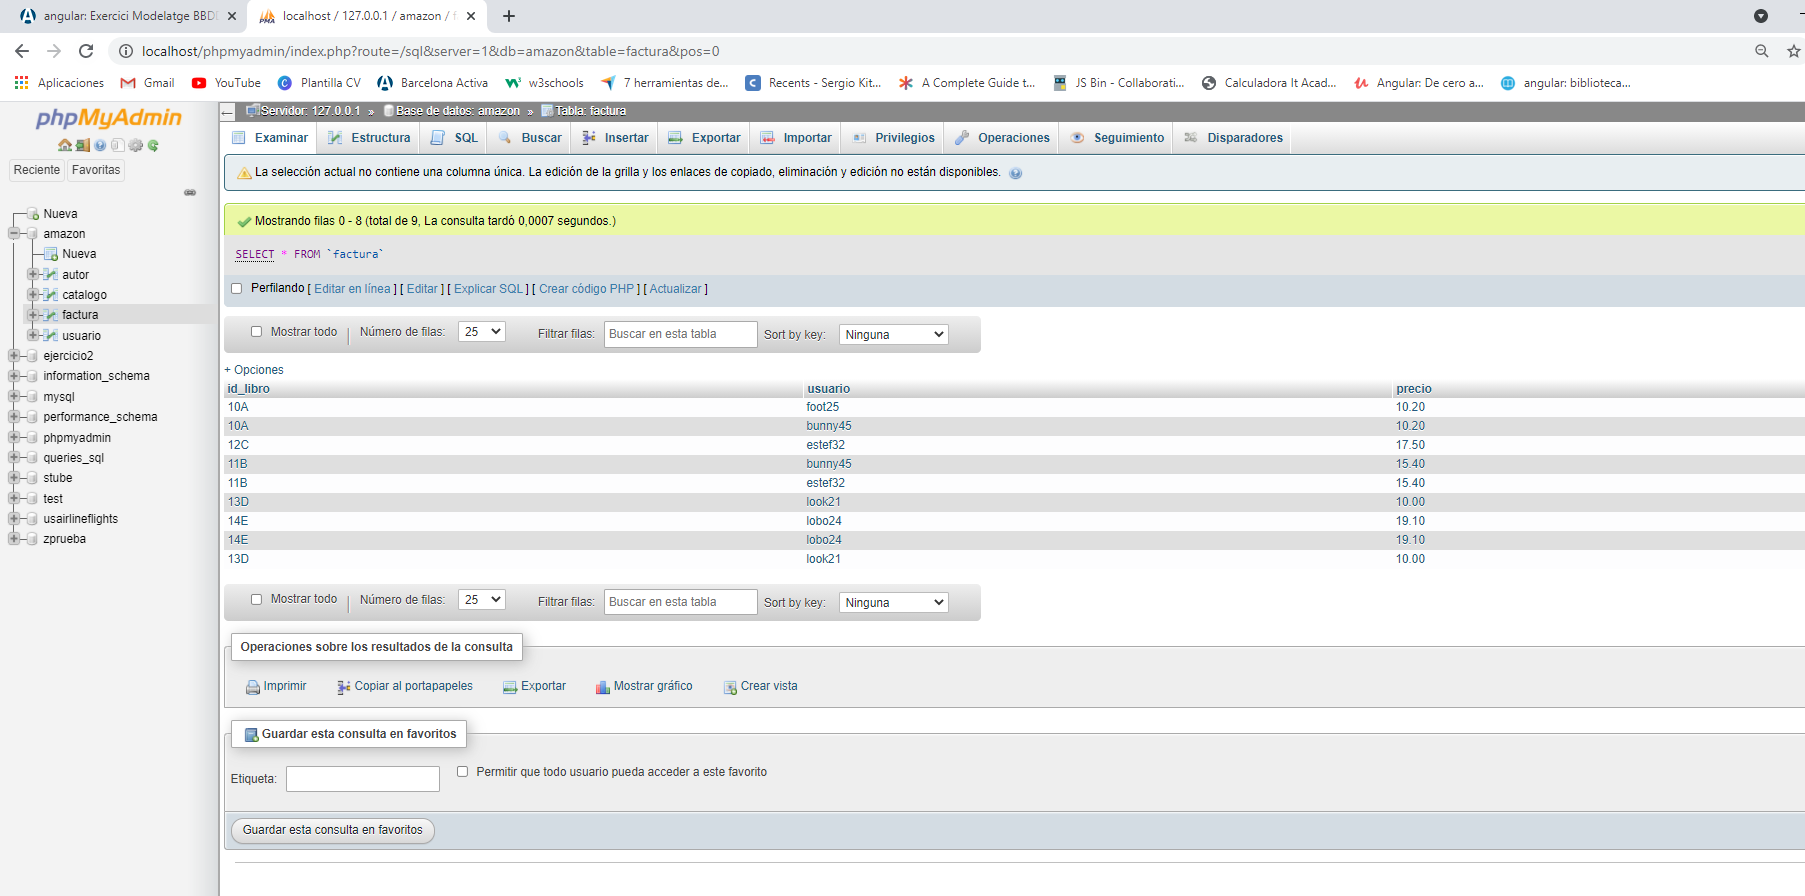 angular: Exercici Modelatge BBDD
localhost / 127.0.0.1 / amazon / f
localhost/phpmyadmin/index.php?route=/sql&server=1&db=amazon&table=factura&pos=0
Aplicaciones Gmail YouTube Plantilla CV Barcelona Activa w3schools 7 herramientas de... Recents - Sergio Kit... A Complete Guide t... JS Bin - Collaborati... Calculadora It Acad... Angular: De cero a... angular: biblioteca...
phpMyAdmin
Reciente Favoritas
Nueva
amazon
Nueva
autor
catalogo
factura
usuario
ejercicio2
information_schema
mysql
performance_schema
phpmyadmin
queries_sql
stube
test
usairlineflights
zprueba
Servidor: 127.0.0.1 » Base de datos: amazon » Tabla: factura
Examinar Estructura SQL Buscar Insertar Exportar Importar Privilegios Operaciones Seguimiento Disparadores
La selección actual no contiene una columna única. La edición de la grilla y los enlaces de copiado, eliminación y edición no están disponibles.
Mostrando filas 0 - 8 (total de 9, La consulta tardó 0,0007 segundos.)
SELECT * FROM `factura`
Perfilando [ Editar en línea ] [ Editar ] [ Explicar SQL ] [ Crear código PHP ] [ Actualizar ]
Mostrar todo | Número de filas: 25 Filtrar filas: Buscar en esta tabla Sort by key: Ninguna
+ Opciones
id_libro usuario precio
10A foot25 10.20
10A bunny45 10.20
12C estef32 17.50
11B bunny45 15.40
11B estef32 15.40
13D look21 10.00
14E lobo24 19.10
14E lobo24 19.10
13D look21 10.00
Mostrar todo | Número de filas: 25 Filtrar filas: Buscar en esta tabla Sort by key: Ninguna
Operaciones sobre los resultados de la consulta
Imprimir Copiar al portapapeles Exportar Mostrar gráfico Crear vista
Guardar esta consulta en favoritos
Etiqueta: Permitir que todo usuario pueda acceder a este favorito
Guardar esta consulta en favoritos